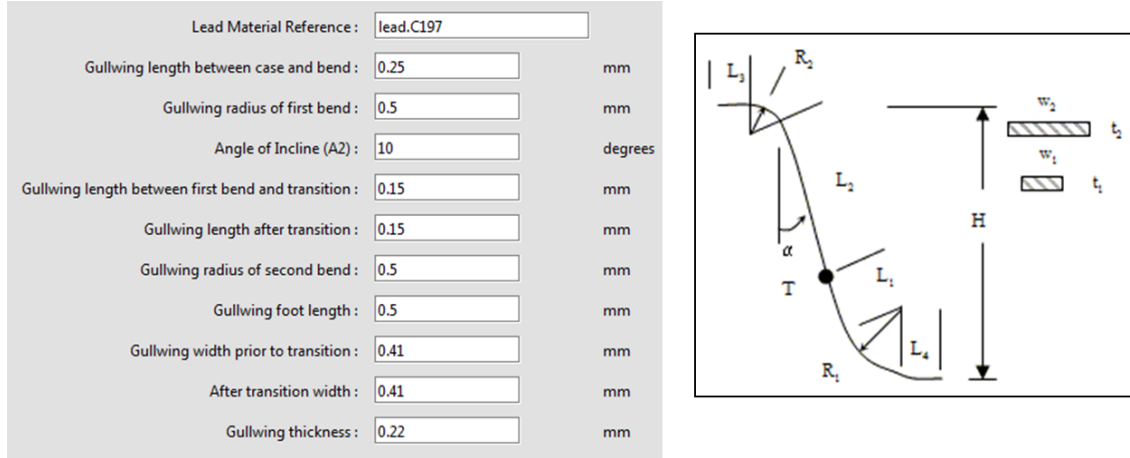 Lead Material Reference : lead.C197
Gullwing length between case and bend : 0.25 mm
Gullwing radius of first bend : 0.5 mm
Angle of Incline (A2) : 10 degrees
Gullwing length between first bend and transition : 0.15 mm
Gullwing length after transition : 0.15 mm
Gullwing radius of second bend : 0.5 mm
Gullwing foot length : 0.5 mm
Gullwing width prior to transition : 0.41 mm
After transition width : 0.41 mm
Gullwing thickness : 0.22 mm
L₃
R₂
w₂
t₂
w₁
t₁
L₂
H
α
T
L₁
L₄
R₁